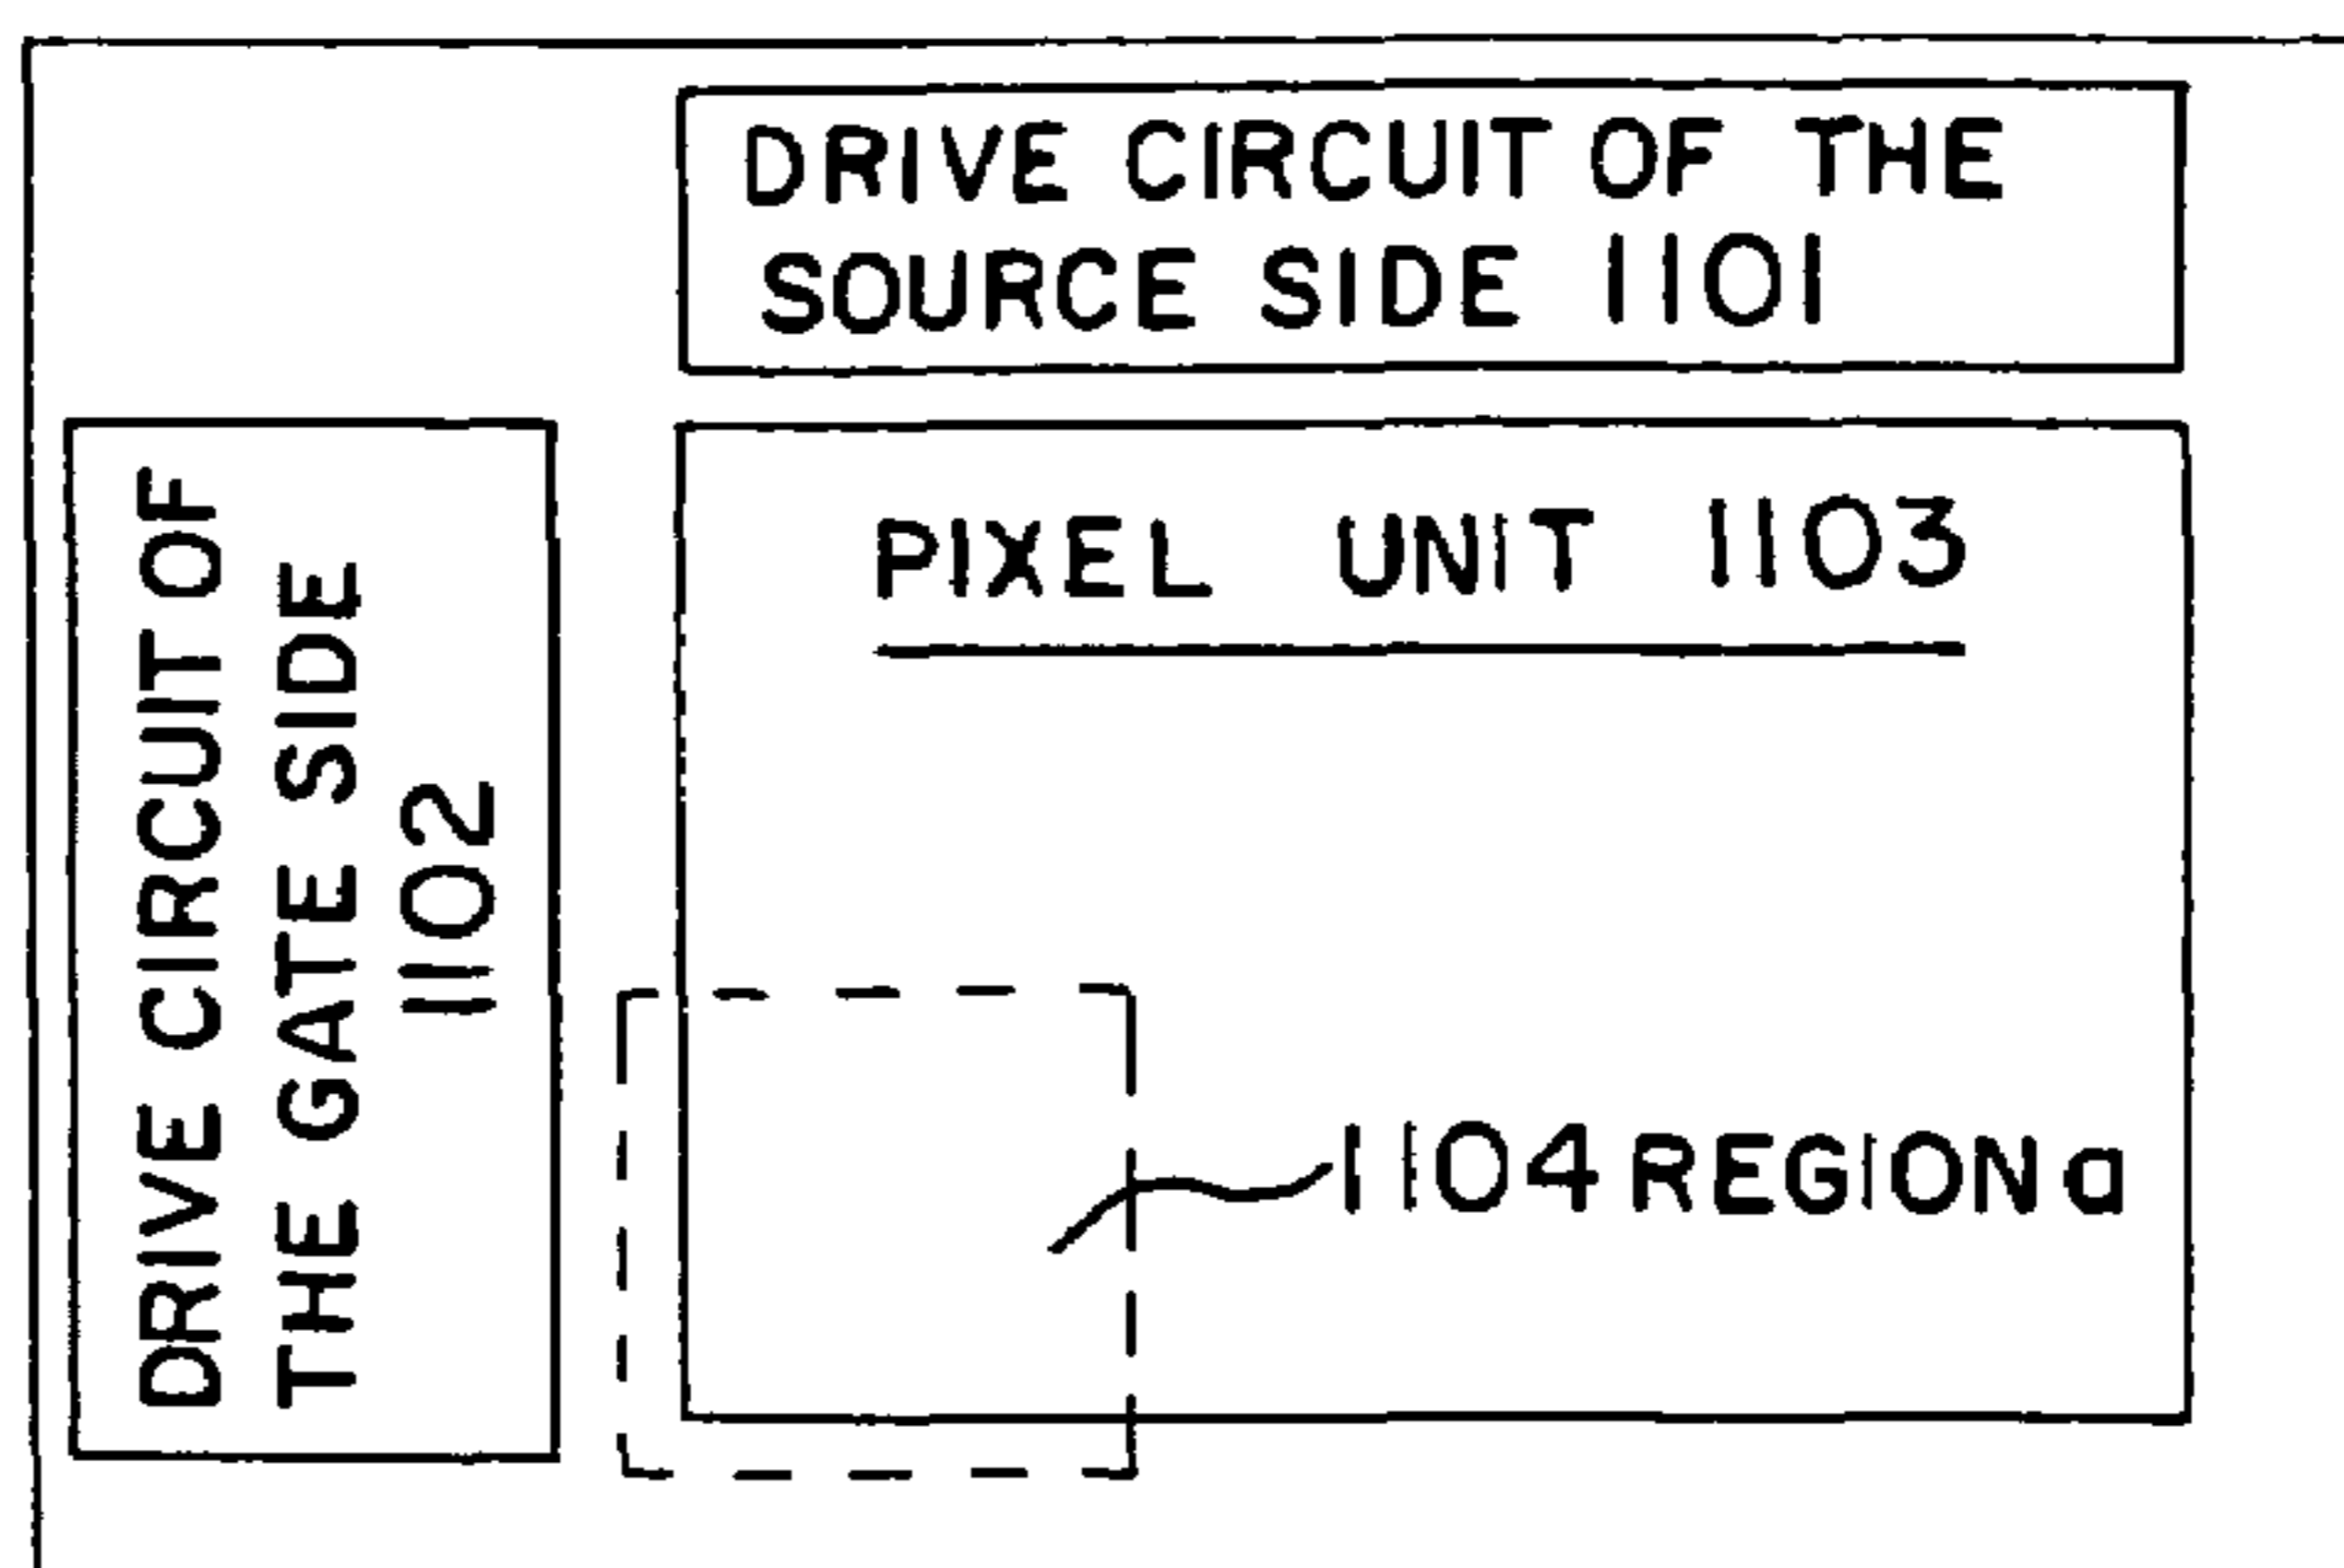 DRIVE CIRCUIT OF THE
SOURCE SIDE 1101
DRIVE CIRCUIT OF
THE GATE SIDE
1102
PIXEL UNIT 1103
1104 REGION a